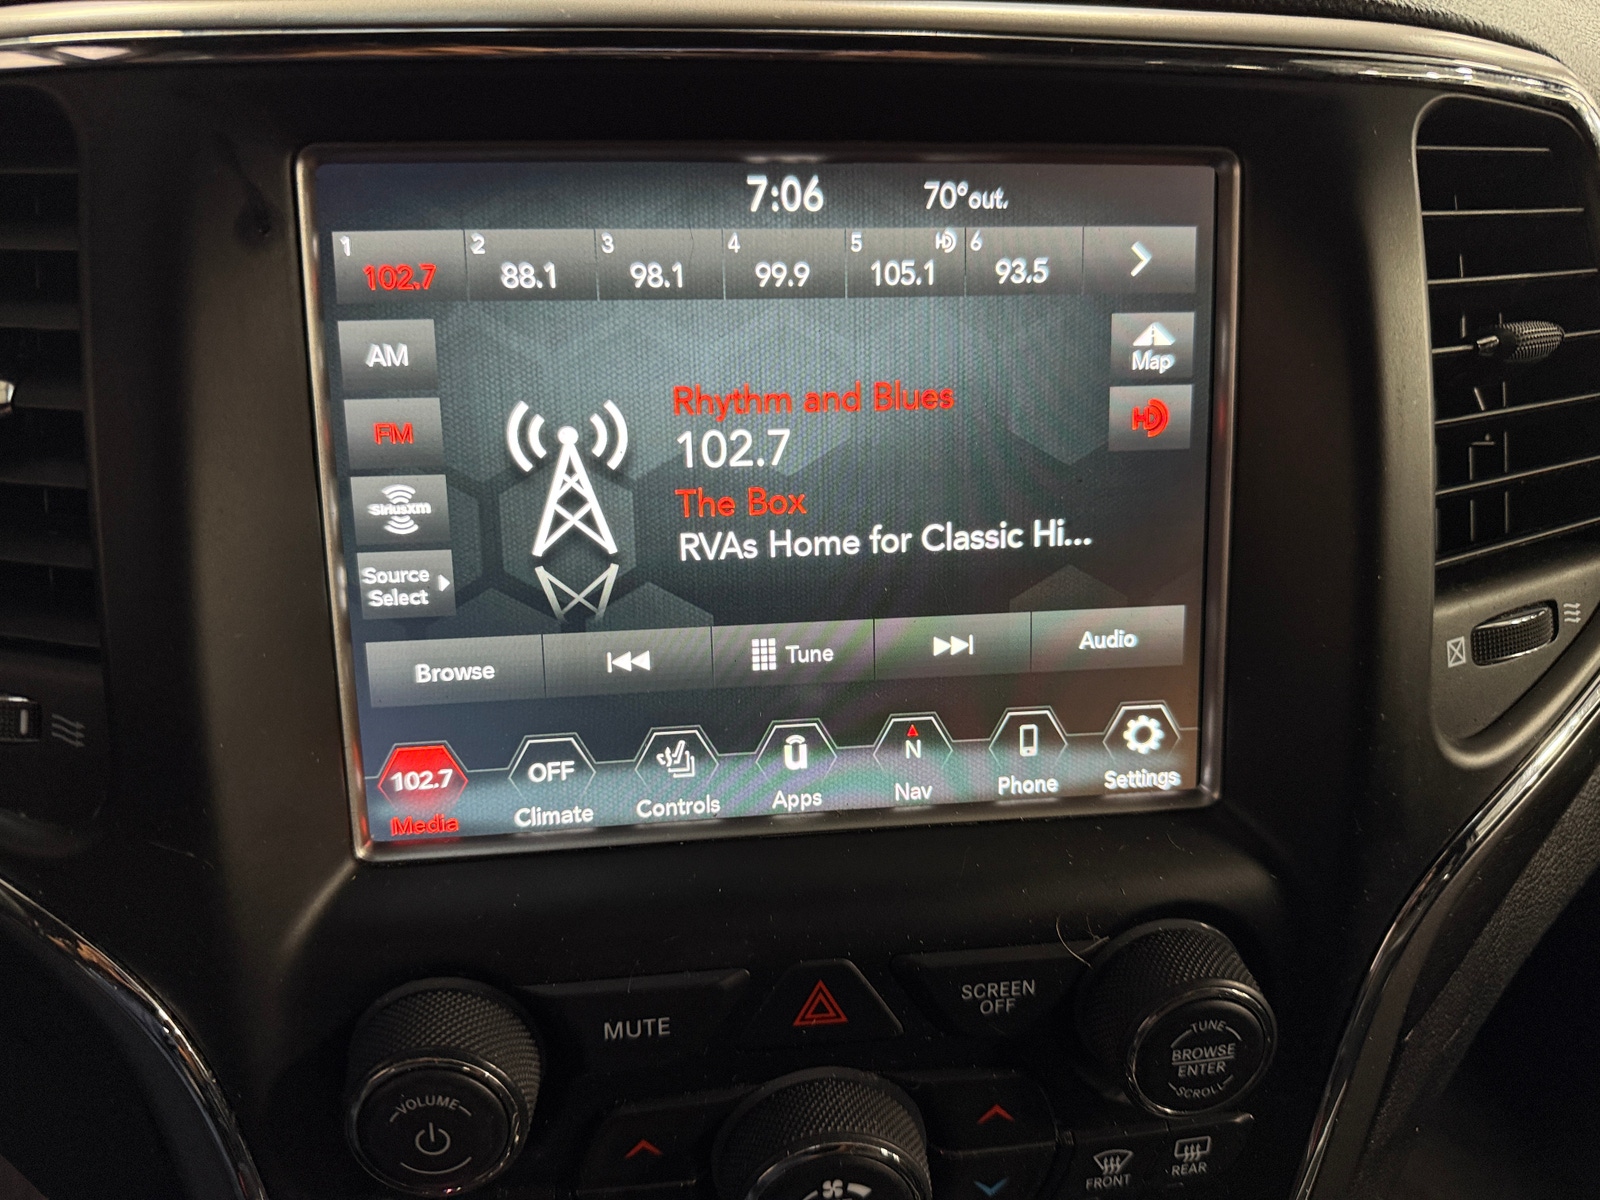 7:06 70°out.
1 2 3 4 5 HD 6
102.7 88.1 98.1 99.9 105.1 93.5
AM
Map
FM
HD
SiriusXM
Source
Select
Rhythm and Blues
102.7
The Box
RVAs Home for Classic Hi...
Browse Tune Audio
102.7 OFF u N
Media Climate Controls Apps Nav Phone Settings
MUTE
SCREEN
OFF
VOLUME
TUNE
BROWSE
ENTER
SCROLL
FRONT
REAR